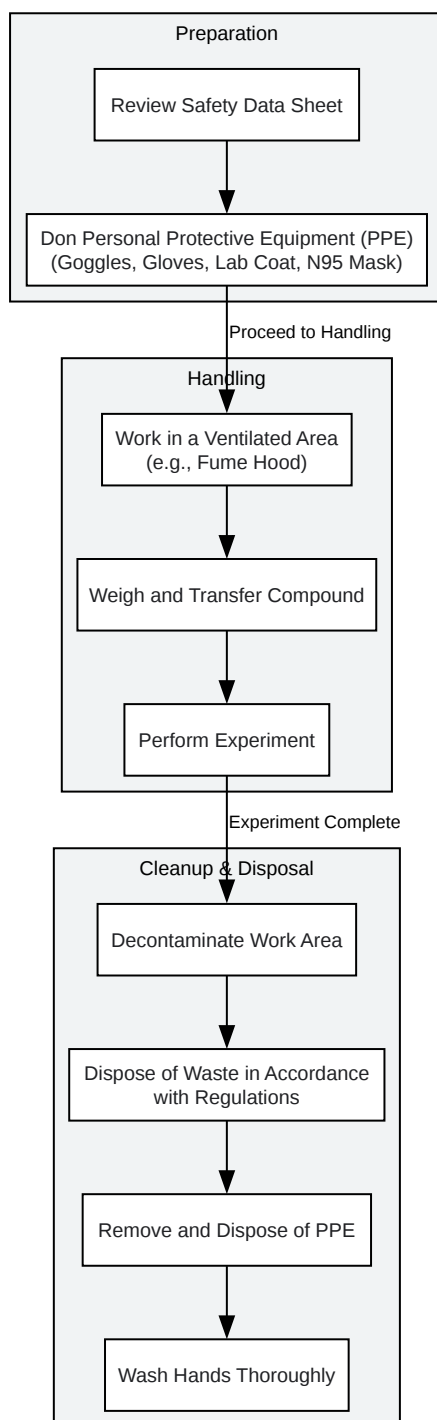 Preparation
Review Safety Data Sheet
Don Personal Protective Equipment (PPE)
(Goggles, Gloves, Lab Coat, N95 Mask)
Proceed to Handling
Handling
Work in a Ventilated Area
(e.g., Fume Hood)
Weigh and Transfer Compound
Perform Experiment
Experiment Complete
Cleanup & Disposal
Decontaminate Work Area
Dispose of Waste in Accordance
with Regulations
Remove and Dispose of PPE
Wash Hands Thoroughly